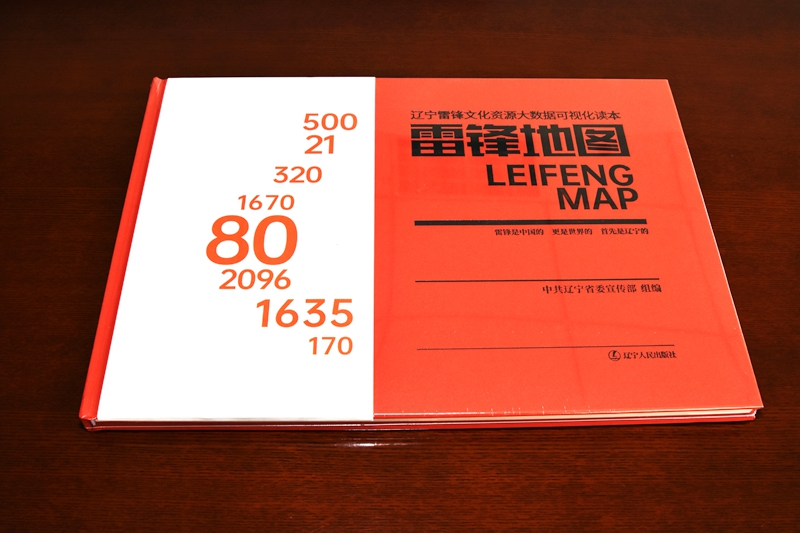 500
21
320
1670
80
2096
1635
170
辽宁雷锋文化资源大数据可视化读本
雷锋地图
LEIFENG
MAP
雷锋是中国的 更是世界的 首先是辽宁的
中共辽宁省委宣传部 组编
辽宁人民出版社